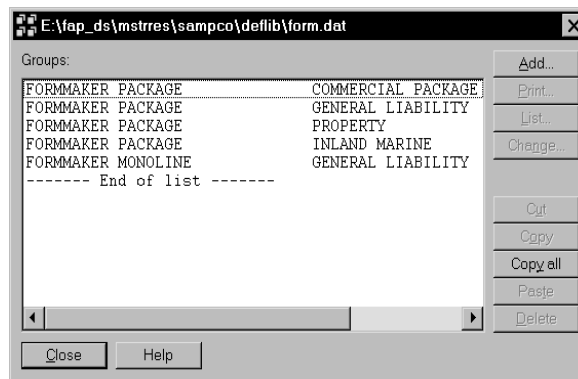 E:\fap_ds\mstrres\sampco\deflib\form.dat
Groups:
FORMMAKER PACKAGE COMMERCIAL PACKAGE
FORMMAKER PACKAGE GENERAL LIABILITY
FORMMAKER PACKAGE PROPERTY
FORMMAKER PACKAGE INLAND MARINE
FORMMAKER MONOLINE GENERAL LIABILITY
------- End of list -------
Add...
Print...
List...
Change...
Cut
Copy
Copy all
Paste
Delete
Close Help